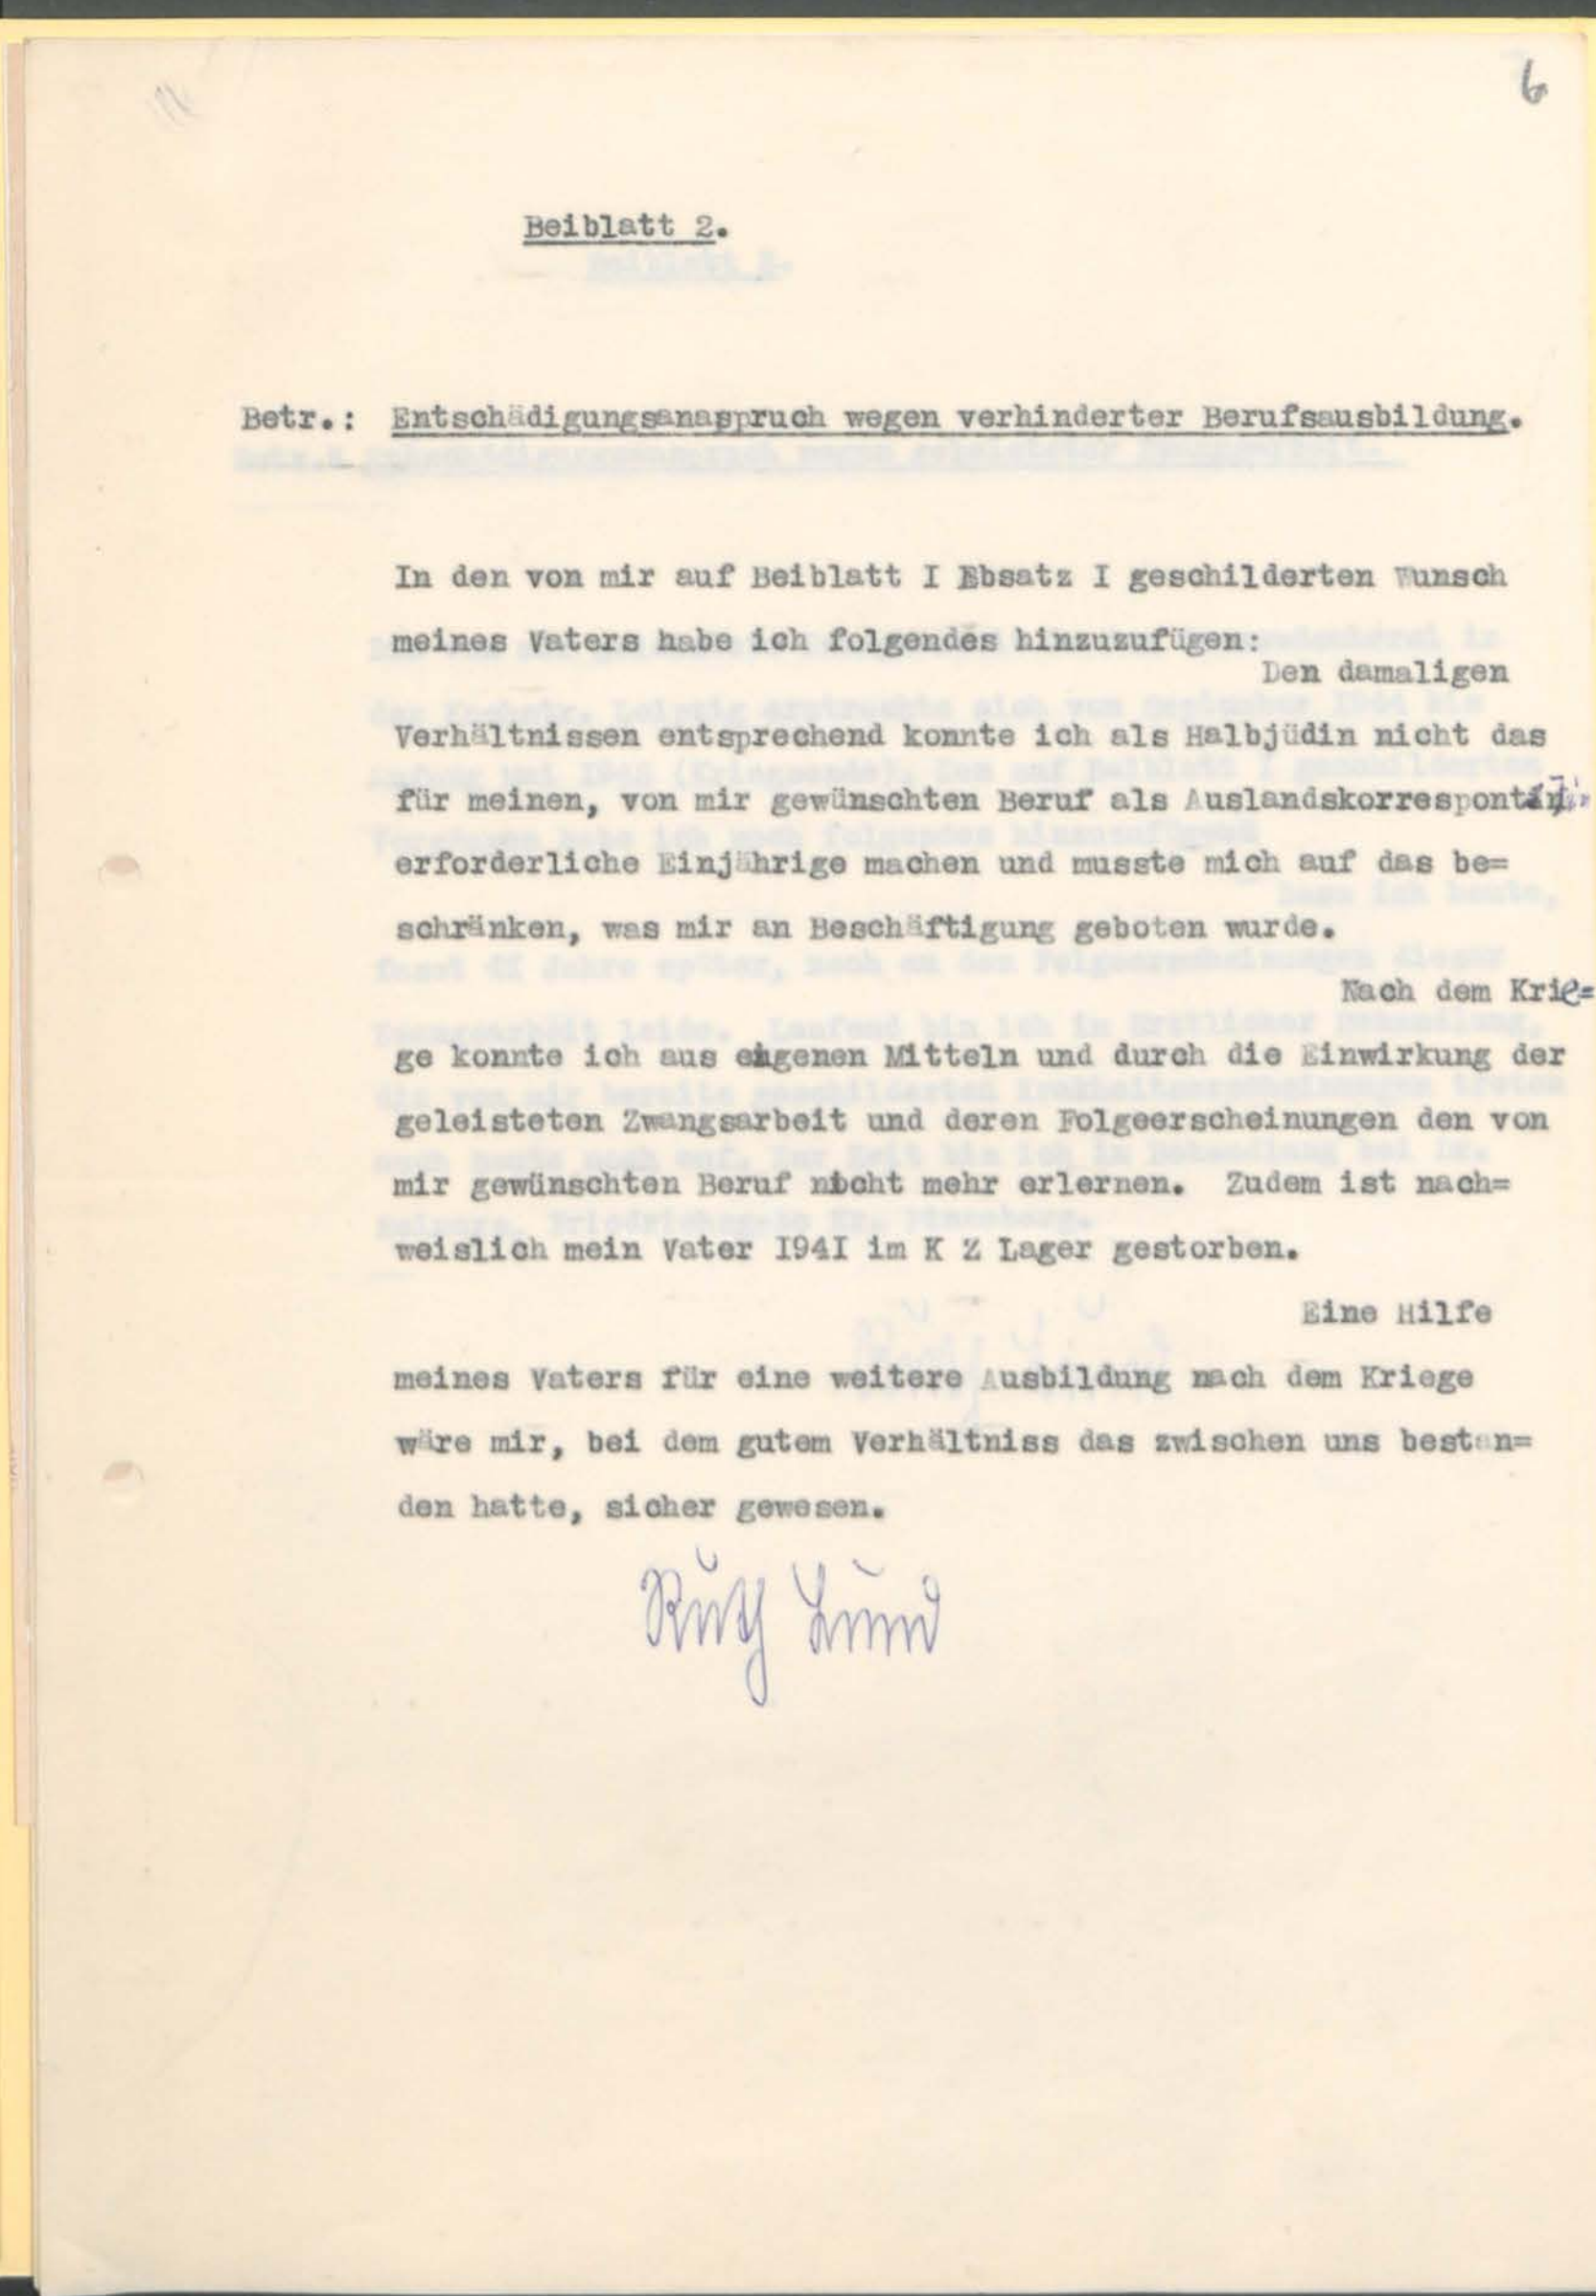 6
Beiblatt 2.
Betr.: Entschädigungsanaspruch wegen verhinderter Berufsausbildung.
In den von mir auf Beiblatt I Ebsatz I geschilderten Wunsch
meines Vaters habe ich folgendes hinzuzufügen:
Den damaligen
Verhältnissen entsprechend konnte ich als Halbjüdin nicht das
für meinen, von mir gewünschten Beruf als
erforderliche Einjährige machen und musste mich auf das be=
schränken, was mir an Beschäftigung geboten wurde.
Nach dem Krie=
ge konnte ich aus eigenen Mitteln und durch die Einwirkung der
geleisteten Zwangsarbeit und deren Folgeerscheinungen den von
mir gewünschten Beruf nicht mehr erlernen. Zudem ist nach=
weislich mein Vater I94I im K Z Lager gestorben.
Eine Hilfe
meines Vaters für eine weitere Ausbildung nach dem Kriege
wäre mir, bei dem gutem Verhältniss das zwischen uns bestan=
den hatte, sicher gewesen.
Ruth Lund